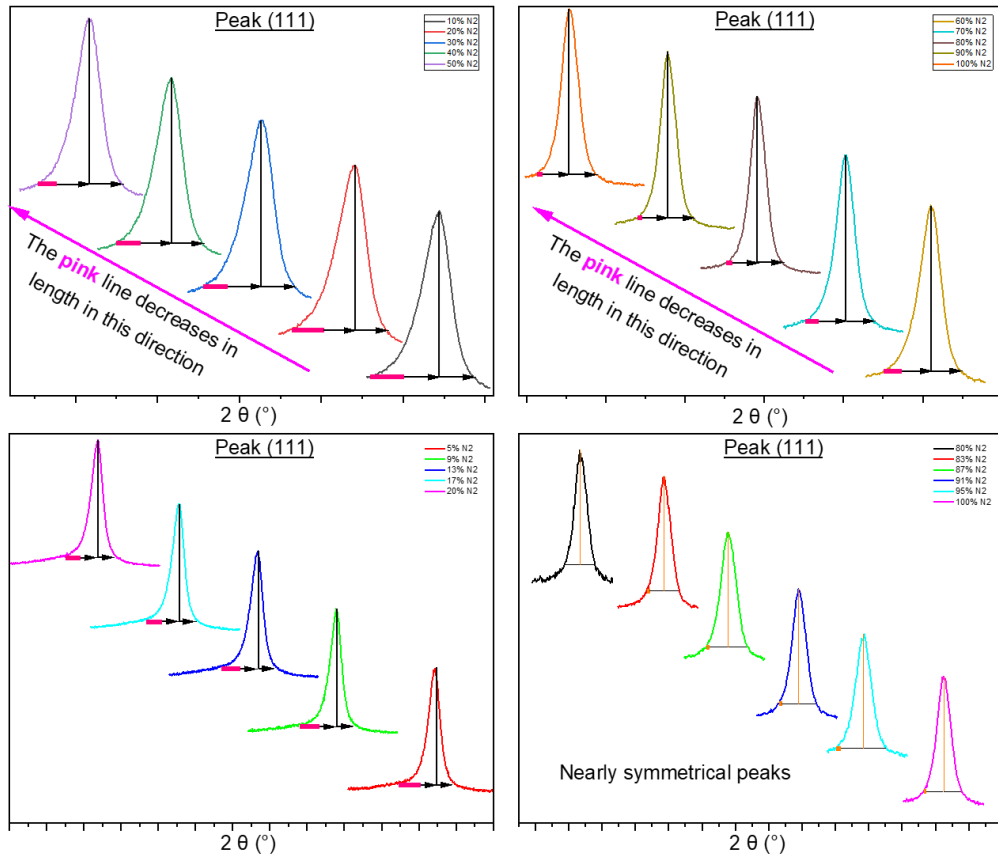 Peak (111)
10% N2
20% N2
30% N2
40% N2
50% N2
The pink line decreases in
length in this direction
2 θ (°)
Peak (111)
60% N2
70% N2
80% N2
90% N2
100% N2
The pink line decreases in
length in this direction
2 θ (°)
Peak (111)
5% N2
9% N2
13% N2
17% N2
20% N2
2 θ (°)
Peak (111)
80% N2
83% N2
87% N2
91% N2
95% N2
100% N2
Nearly symmetrical peaks
2 θ (°)